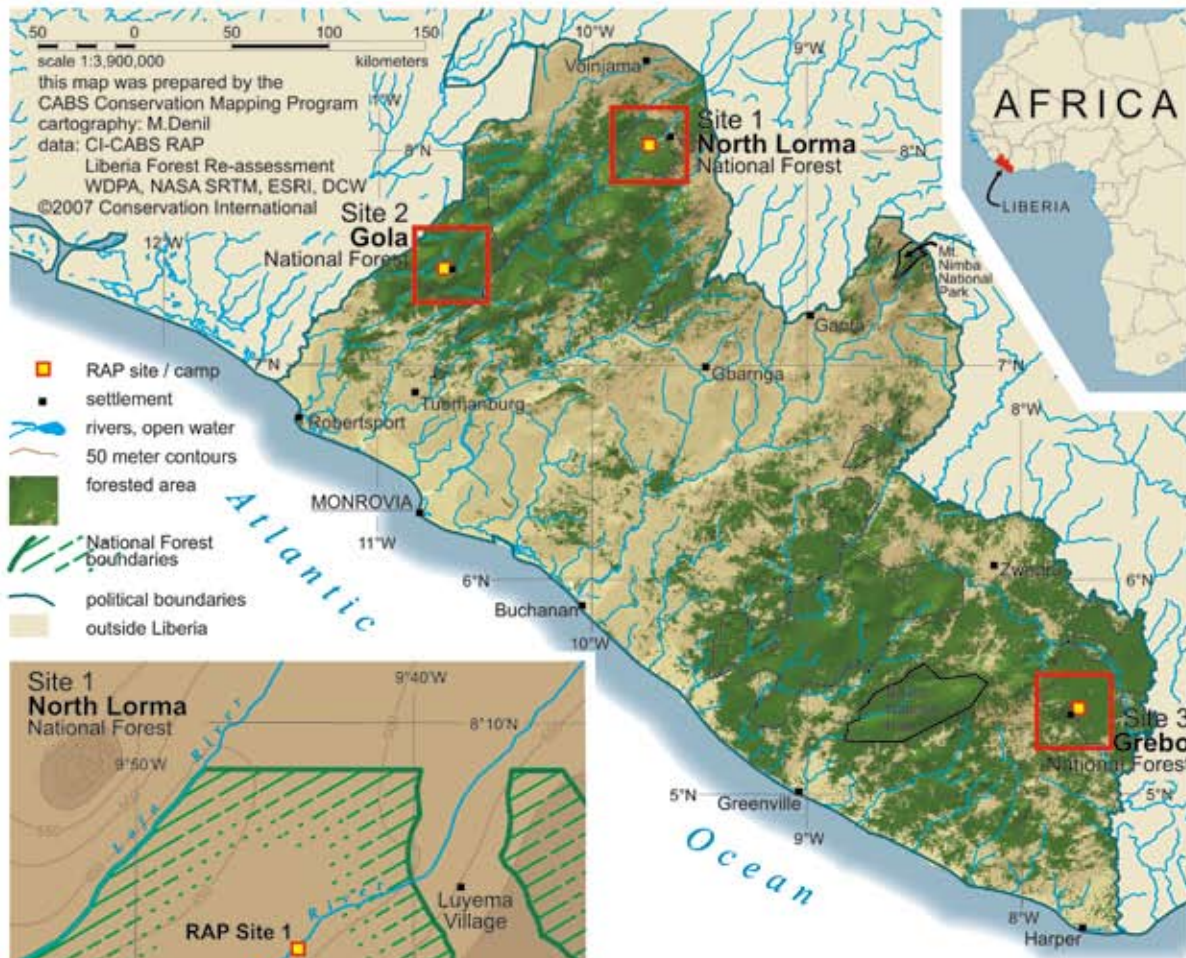 50 0 50 100 150
scale 1:3,900,000 kilometers
this map was prepared by the
CABS Conservation Mapping Program
cartography: M.Denil
data: CI-CABS RAP
Liberia Forest Re-assessment
WDPA, NASA SRTM, ESRI, DCW
©2007 Conservation International
10°W
9°W
Voinjama
8°N
Site 1
North Lorma
National Forest
8°N
AFRICA
LIBERIA
Site 2
Gola
National Forest
12°W
Mt.
Nimba
National
Park
Ganta
7°N
Gbarnga
7°N
8°W
RAP site / camp
settlement
rivers, open water
50 meter contours
forested area
National Forest
boundaries
political boundaries
outside Liberia
Tubmanburg
Robertsport
MONROVIA
11°W
Atlantic
Ocean
6°N
Buchanan
10°W
Zwedru
6°N
Site 3
Grebo
National Forest
5°N
Greenville
9°W
5°N
8°W
Harper
Site 1
North Lorma
National Forest
9°40'W
8°10'N
9°50'W
Lofa River
River
Luyema
Village
RAP Site 1